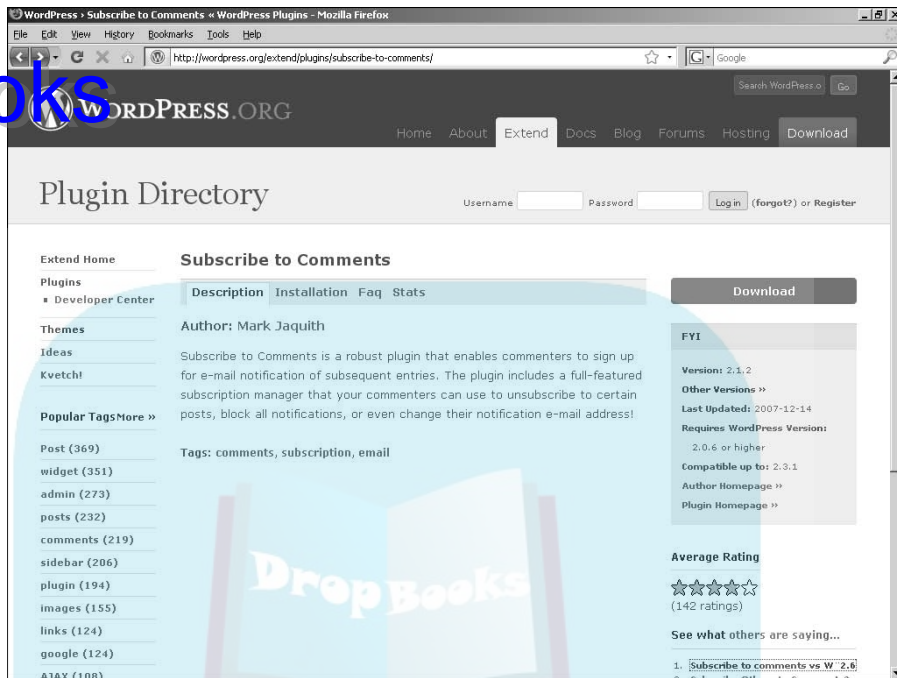 WordPress › Subscribe to Comments « WordPress Plugins - Mozilla Firefox
File Edit View History Bookmarks Tools Help
http://wordpress.org/extend/plugins/subscribe-to-comments/
G Google
oks
WORDPRESS.ORG
Search WordPress.o Go
Home About Extend Docs Blog Forums Hosting Download
Plugin Directory
Username Password Log in (forgot?) or Register
Extend Home
Plugins
Developer Center
Themes
Ideas
Kvetch!
Popular Tags More »
Post (369)
widget (351)
admin (273)
posts (232)
comments (219)
sidebar (206)
plugin (194)
images (155)
links (124)
google (124)
AJAX (108)
Subscribe to Comments
Description Installation Faq Stats
Author: Mark Jaquith
Subscribe to Comments is a robust plugin that enables commenters to sign up
for e-mail notification of subsequent entries. The plugin includes a full-featured
subscription manager that your commenters can use to unsubscribe to certain
posts, block all notifications, or even change their notification e-mail address!
Tags: comments, subscription, email
DropBooks
Download
FYI
Version: 2.1.2
Other Versions »
Last Updated: 2007-12-14
Requires WordPress Version:
2.0.6 or higher
Compatible up to: 2.3.1
Author Homepage »
Plugin Homepage »
Average Rating
(142 ratings)
See what others are saying...
1. Subscribe to comments vs W 2.6